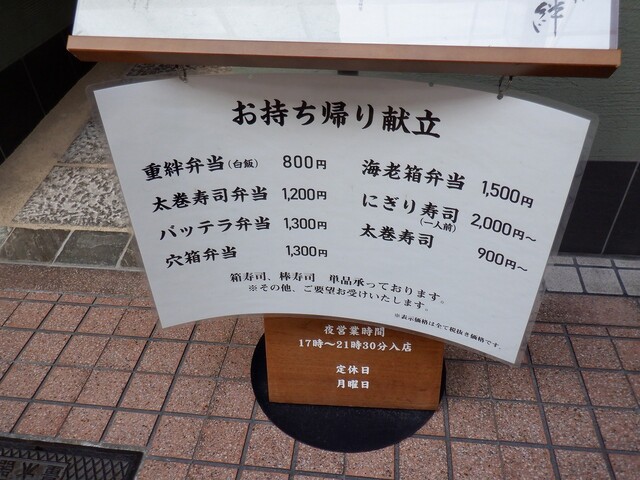 絆
お持ち帰り献立
重絆弁当(白飯) 800円
太巻寿司弁当 1,200円
バッテラ弁当 1,300円
穴箱弁当 1,300円
海老箱弁当 1,500円
にぎり寿司(一人前) 2,000円～
太巻寿司 900円～
箱寿司、棒寿司 単品承っております。
※その他、ご要望お受けいたします。
※表示価格は全て税抜き価格です。
夜営業時間
17時～21時30分入店
定休日
月曜日